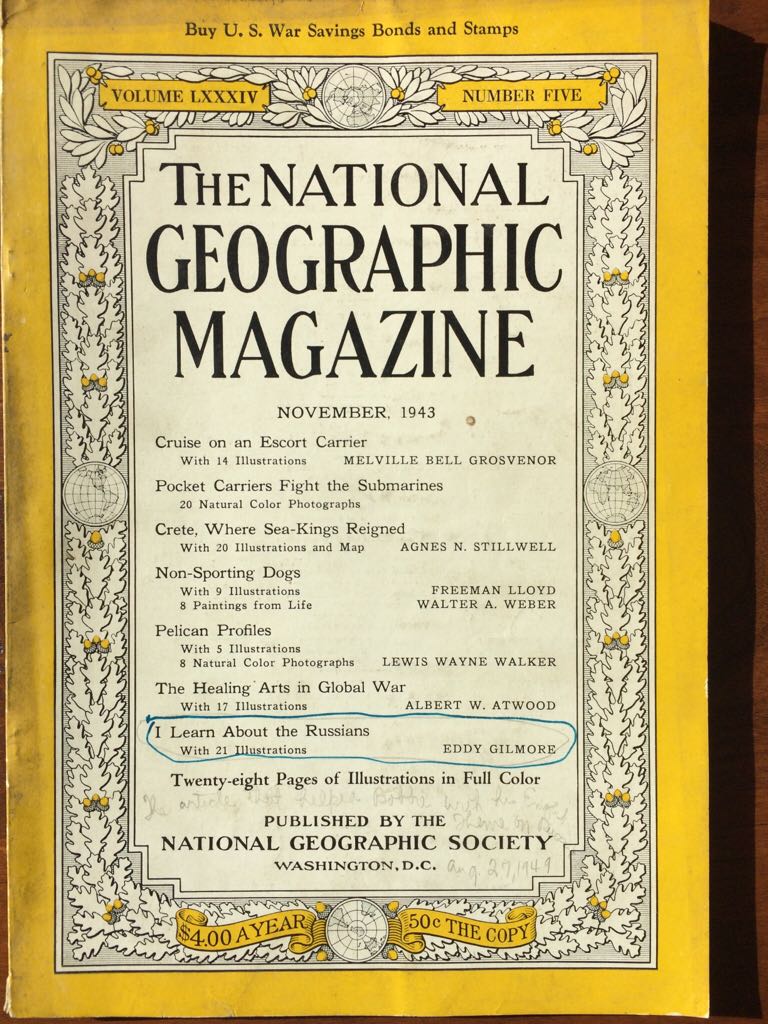 Buy U. S. War Savings Bonds and Stamps
VOLUME LXXXIV NUMBER FIVE
THE NATIONAL
GEOGRAPHIC
MAGAZINE
NOVEMBER, 1943
Cruise on an Escort Carrier
With 14 Illustrations MELVILLE BELL GROSVENOR
Pocket Carriers Fight the Submarines
20 Natural Color Photographs
Crete, Where Sea-Kings Reigned
With 20 Illustrations and Map AGNES N. STILLWELL
Non-Sporting Dogs
With 9 Illustrations FREEMAN LLOYD
8 Paintings from Life WALTER A. WEBER
Pelican Profiles
With 5 Illustrations
8 Natural Color Photographs LEWIS WAYNE WALKER
The Healing Arts in Global War
With 17 Illustrations ALBERT W. ATWOOD
I Learn About the Russians
With 21 Illustrations EDDY GILMORE
Twenty-eight Pages of Illustrations in Full Color
PUBLISHED BY THE
NATIONAL GEOGRAPHIC SOCIETY
WASHINGTON, D.C.
Aug. 27, 1949
$4.00 A YEAR 50c THE COPY